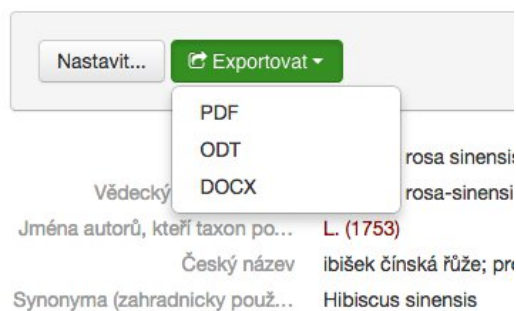 Nastavit...
Exportovat
PDF
ODT
DOCX
rosa sinensis
Vědecký rosa-sinensi
Jména autorů, kteří taxon po... L. (1753)
Český název ibišek čínská růže;
Synonyma (zahradnicky použ... Hibiscus sinensis